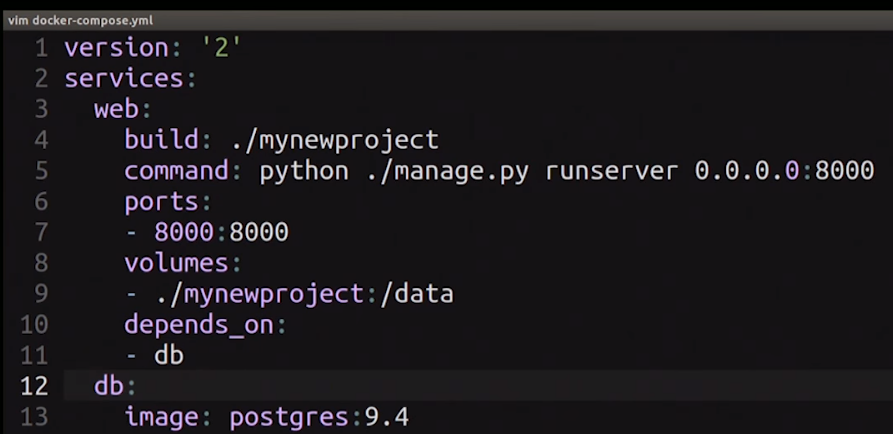 vim docker-compose.yml
1 version: '2'
2 services:
3   web:
4     build: ./mynewproject
5     command: python ./manage.py runserver 0.0.0.0:8000
6     ports:
7     - 8000:8000
8     volumes:
9     - ./mynewproject:/data
10     depends_on:
11     - db
12   db:
13     image: postgres:9.4